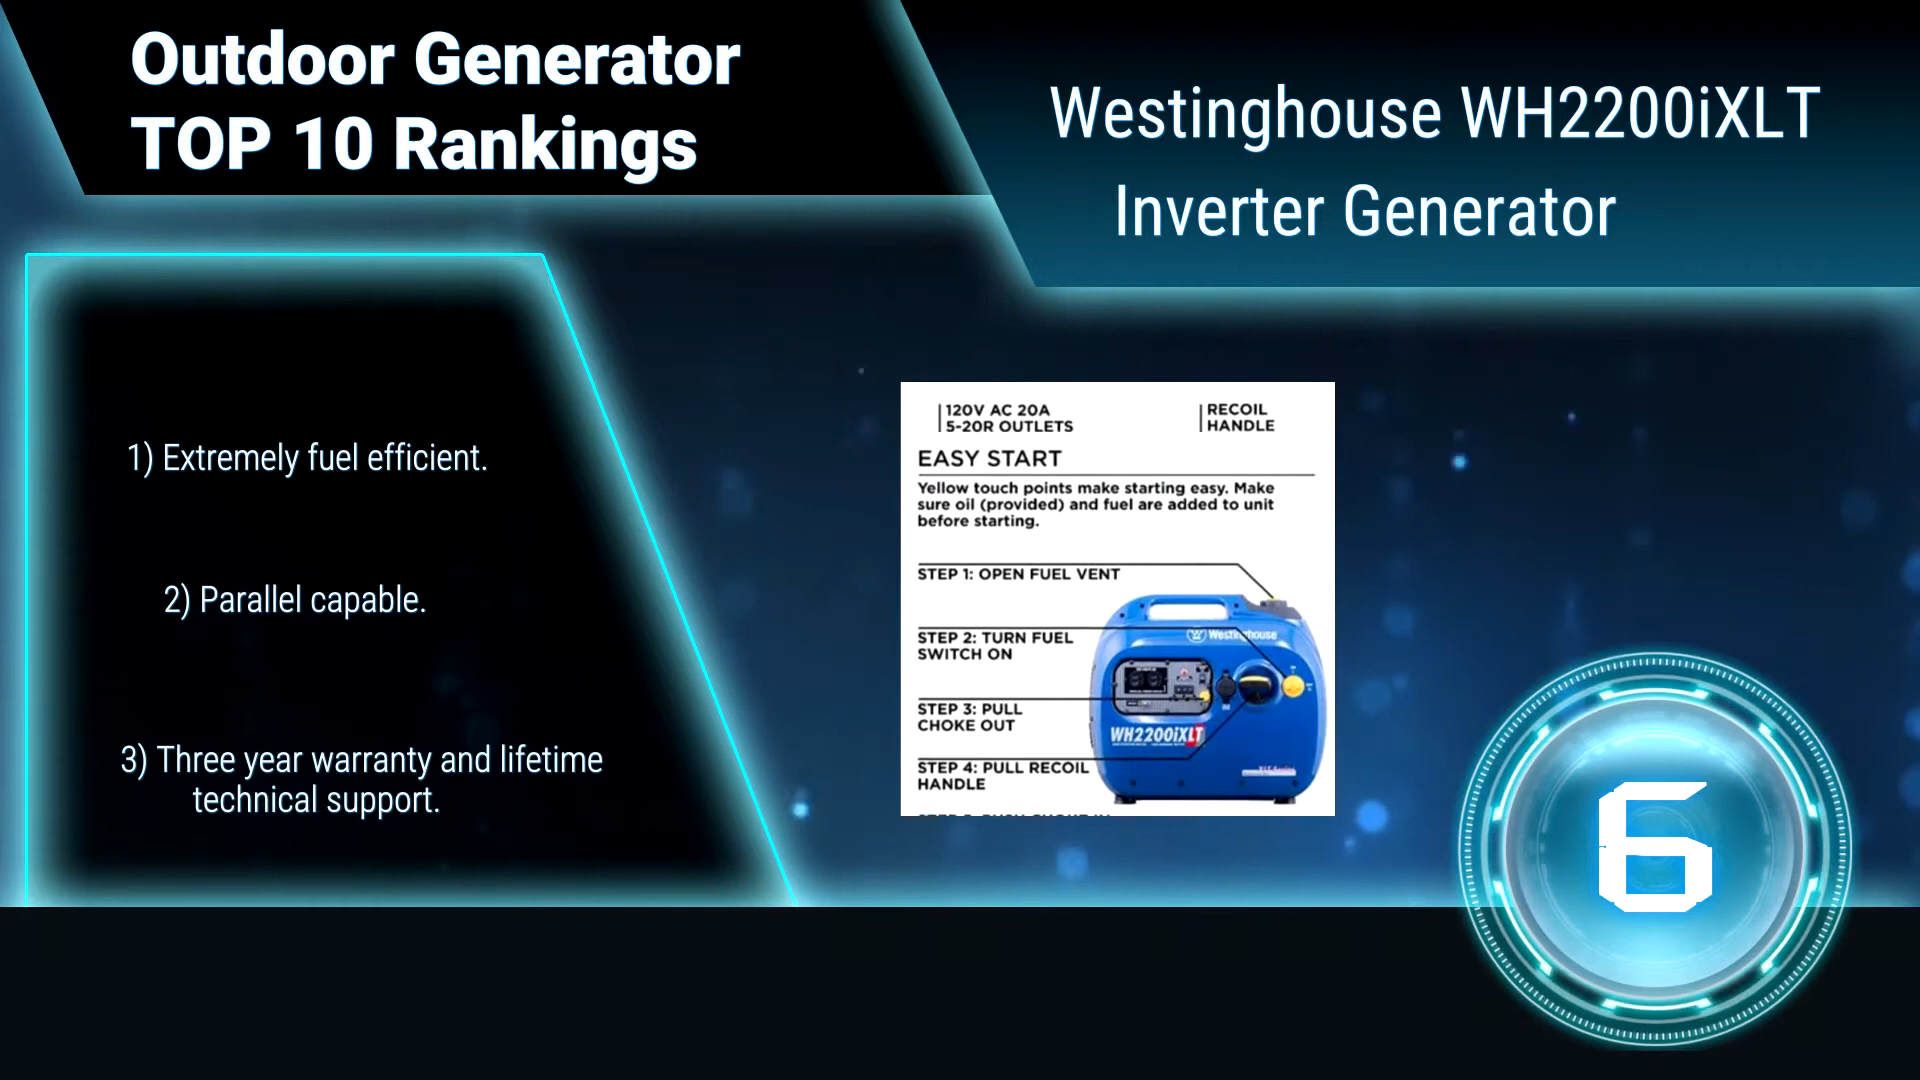 Outdoor Generator
TOP 10 Rankings
Westinghouse WH2200iXLT
Inverter Generator
1) Extremely fuel efficient.
2) Parallel capable.
3) Three year warranty and lifetime
technical support.
120V AC 20A
5-20R OUTLETS
RECOIL
HANDLE
EASY START
Yellow touch points make starting easy. Make
sure oil (provided) and fuel are added to unit
before starting.
STEP 1: OPEN FUEL VENT
STEP 2: TURN FUEL
SWITCH ON
STEP 3: PULL
CHOKE OUT
STEP 4: PULL RECOIL
HANDLE
Westinghouse
WH2200iXLT
6